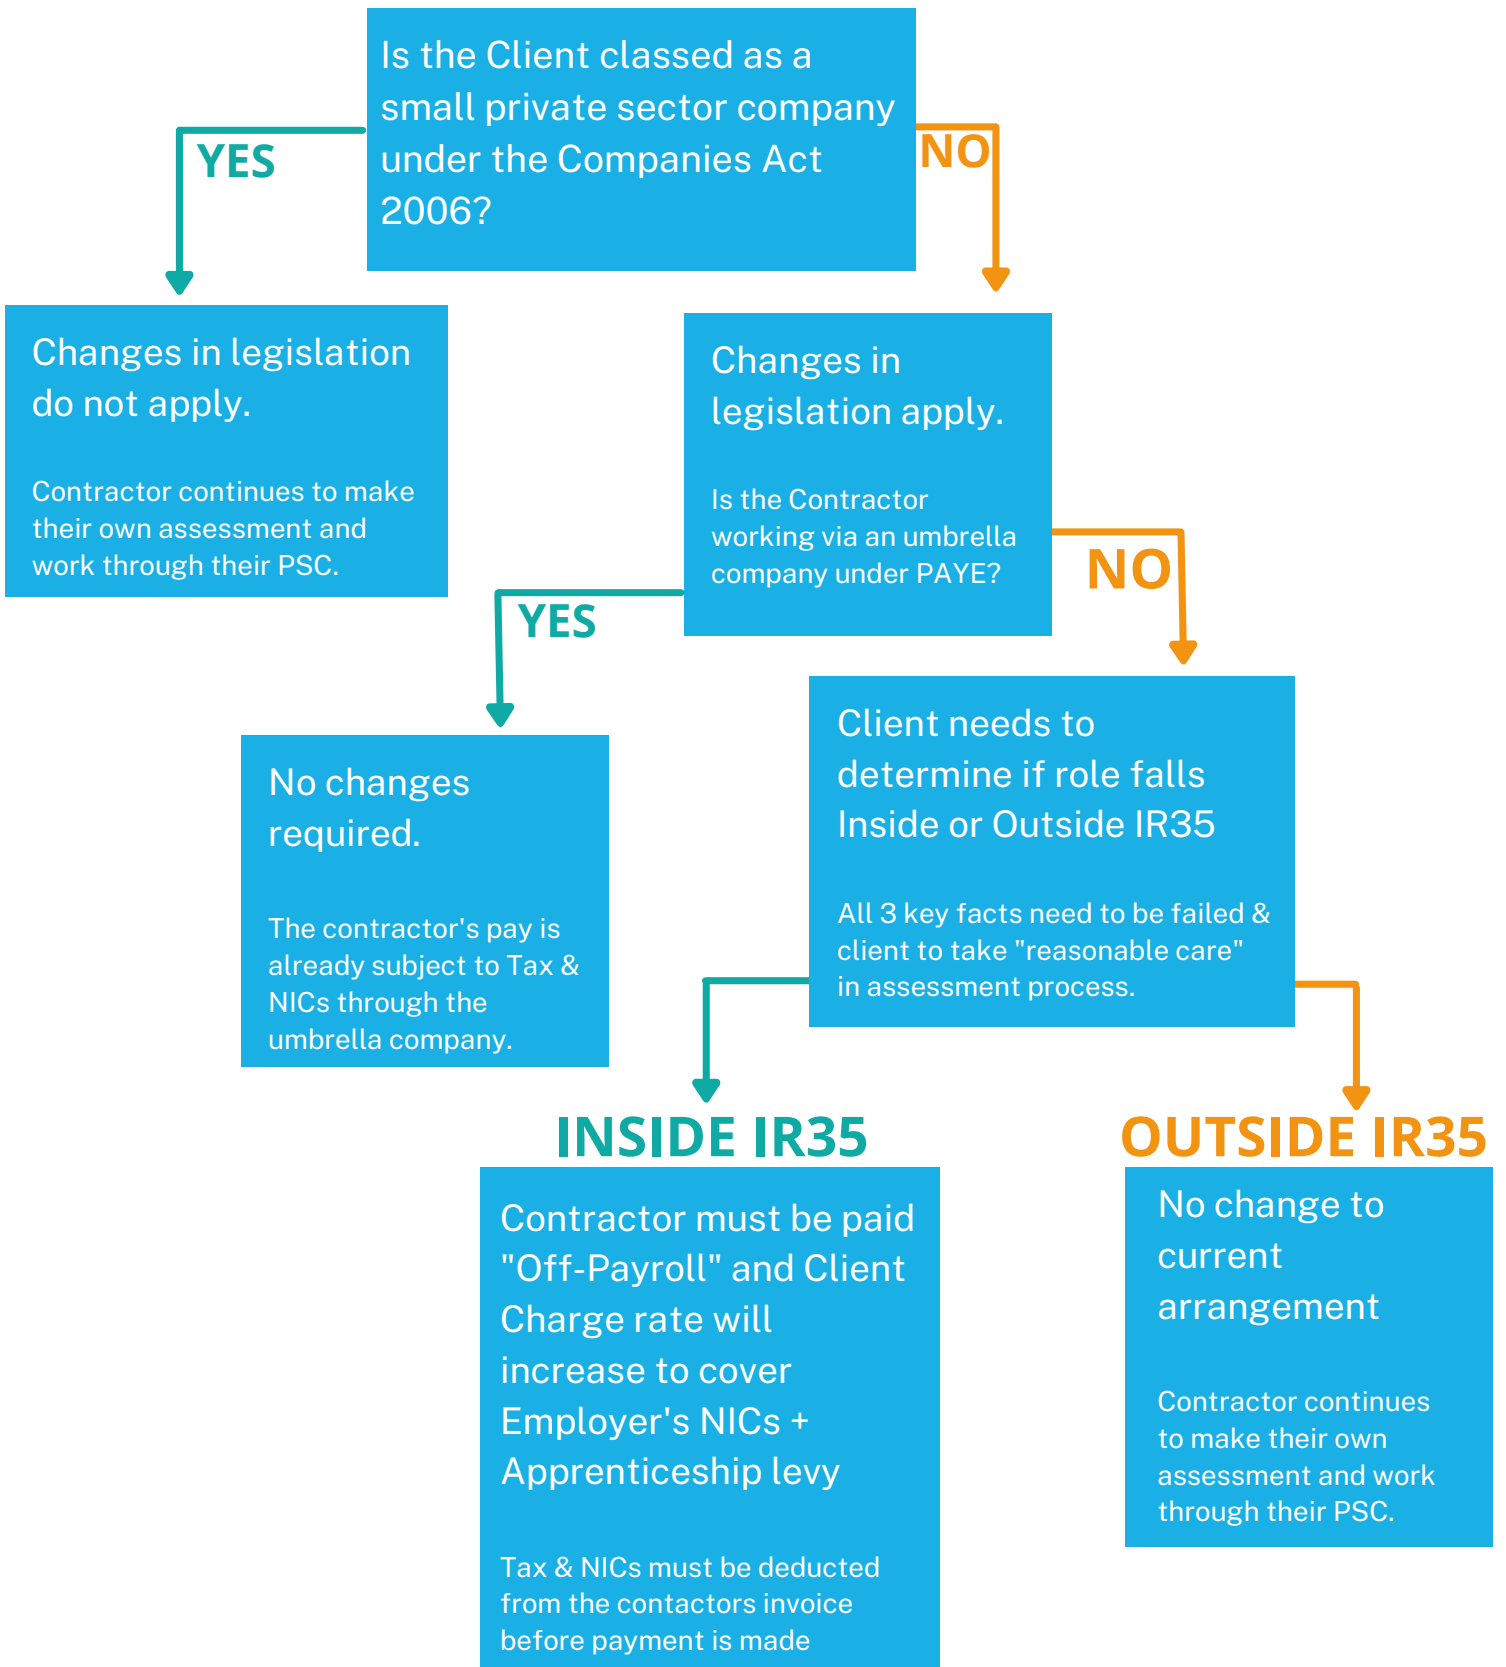 Is the Client classed as a
small private sector company
under the Companies Act
2006?
YES
NO
Changes in legislation
do not apply.
Contractor continues to make
their own assessment and
work through their PSC.
Changes in
legislation apply.
Is the Contractor
working via an umbrella
company under PAYE?
YES
NO
No changes
required.
The contractor's pay is
already subject to Tax &
NICs through the
umbrella company.
Client needs to
determine if role falls
Inside or Outside IR35
All 3 key facts need to be failed &
client to take "reasonable care"
in assessment process.
INSIDE IR35
Contractor must be paid
"Off-Payroll" and Client
Charge rate will
increase to cover
Employer's NICs +
Apprenticeship levy
Tax & NICs must be deducted
from the contactors invoice
before payment is made
OUTSIDE IR35
No change to
current
arrangement
Contractor continues
to make their own
assessment and work
through their PSC.